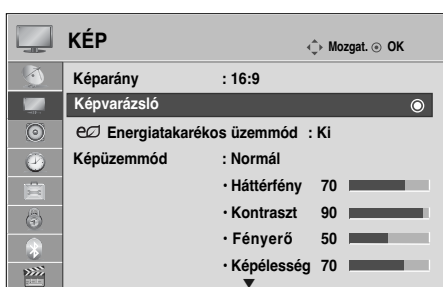 KÉP Mozgat. OK
Képarány : 16:9
Képvarázsló
Energiatakarékos üzemmód : Ki
Képüzemmód : Normál
• Háttérfény 70
• Kontraszt 90
• Fényerő 50
• Képélesség 70